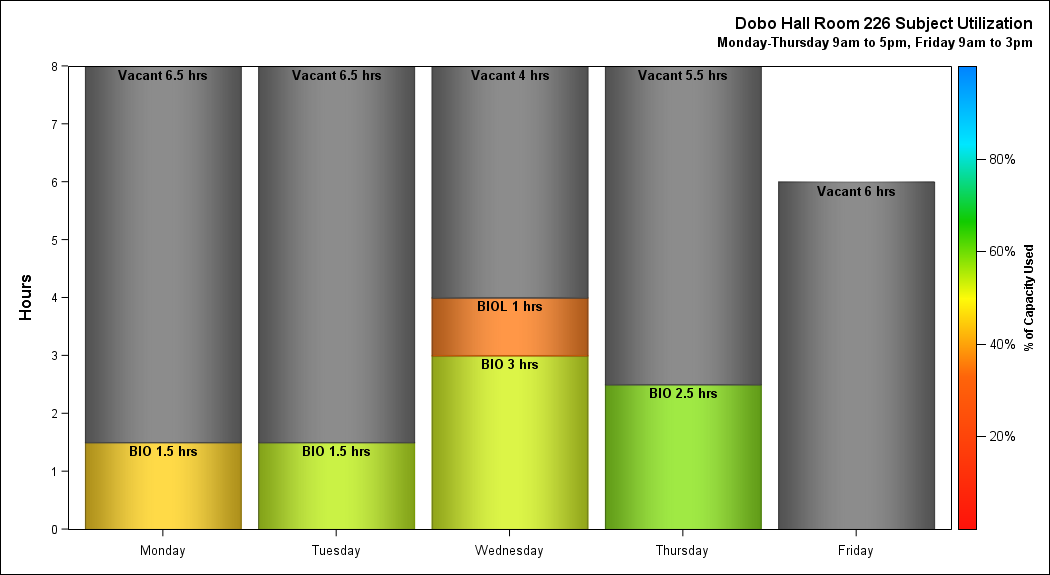 Dobo Hall Room 226 Subject Utilization
Monday-Thursday 9am to 5pm, Friday 9am to 3pm
Hours
8
7
6
5
4
3
2
1
0
Vacant 6.5 hrs
BIO 1.5 hrs
Vacant 6.5 hrs
BIO 1.5 hrs
Vacant 4 hrs
BIOL 1 hrs
BIO 3 hrs
Vacant 5.5 hrs
BIO 2.5 hrs
Vacant 6 hrs
Monday
Tuesday
Wednesday
Thursday
Friday
80%
60%
40%
20%
% of Capacity Used